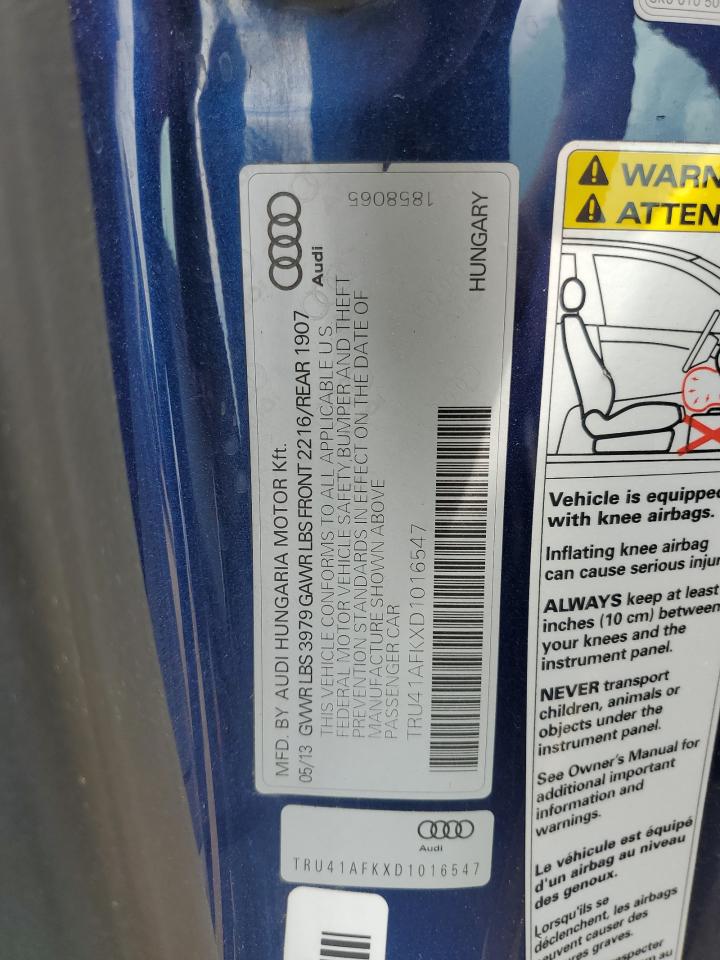 Audi
1858065
MFD. BY AUDI HUNGARIA MOTOR Kft.
05/13 GVWR LBS 3979 GAWR LBS FRONT 2216/REAR 1907
THIS VEHICLE CONFORMS TO ALL APPLICABLE U.S.
FEDERAL MOTOR VEHICLE SAFETY BUMPER AND THEFT
PREVENTION STANDARDS IN EFFECT ON THE DATE OF
MANUFACTURE SHOWN ABOVE
PASSENGER CAR
TRU41AFKXD1016547
HUNGARY
Audi
TRU41AFKXD1016547
WARN
ATTEN
Vehicle is equipped
with knee airbags.
Inflating knee airbag
can cause serious injur
ALWAYS keep at least
inches (10 cm) between
your knees and the
instrument panel.
NEVER transport
children, animals or
objects under the
instrument panel.
See Owner's Manual for
additional important
information and
warnings.
Le véhicule est équipé
d'un airbag au niveau
des genoux.
Lorsqu'ils se
déclenchent, les airbags
peuvent causer des
graves.